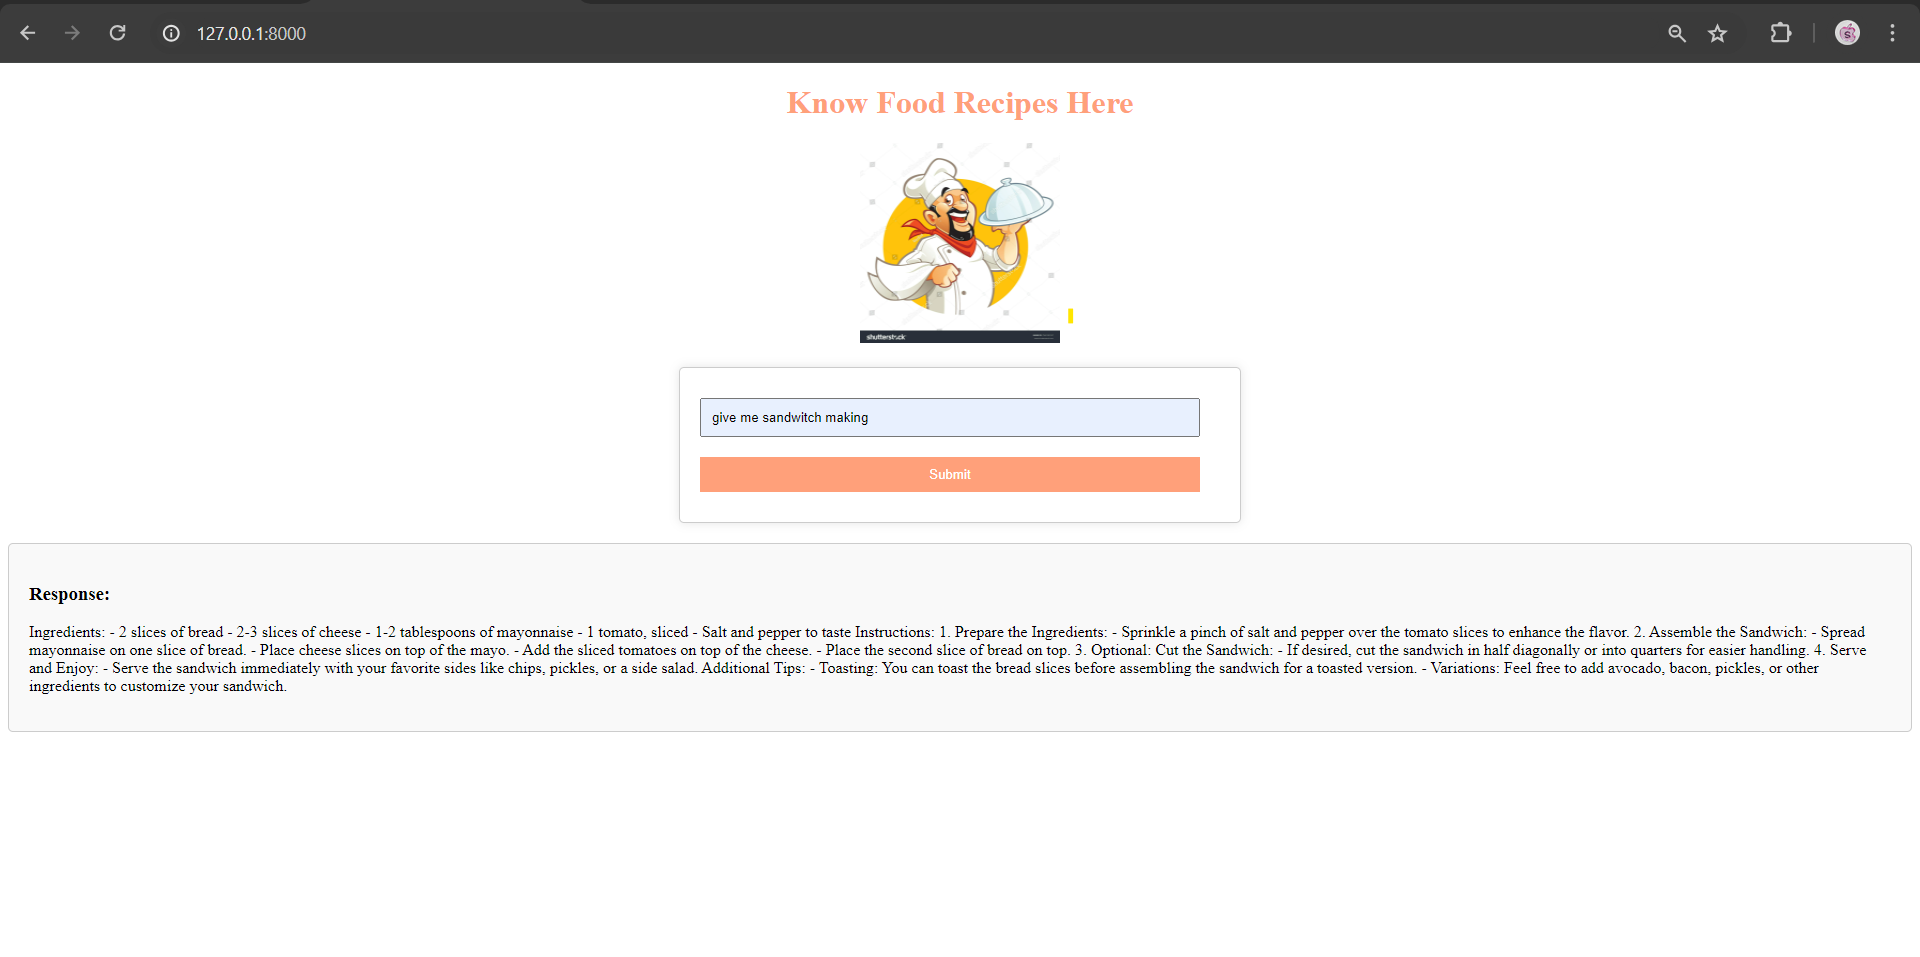 127.0.0.1:8000
Know Food Recipes Here
shutterstock
give me sandwitch making
Submit
Response:
Ingredients: - 2 slices of bread - 2-3 slices of cheese - 1-2 tablespoons of mayonnaise - 1 tomato, sliced - Salt and pepper to taste Instructions: 1. Prepare the Ingredients: - Sprinkle a pinch of salt and pepper over the tomato slices to enhance the flavor. 2. Assemble the Sandwich: - Spread
mayonnaise on one slice of bread. - Place cheese slices on top of the mayo. - Add the sliced tomatoes on top of the cheese. - Place the second slice of bread on top. 3. Optional: Cut the Sandwich: - If desired, cut the sandwich in half diagonally or into quarters for easier handling. 4. Serve
and Enjoy: - Serve the sandwich immediately with your favorite sides like chips, pickles, or a side salad. Additional Tips: - Toasting: You can toast the bread slices before assembling the sandwich for a toasted version. - Variations: Feel free to add avocado, bacon, pickles, or other
ingredients to customize your sandwich.